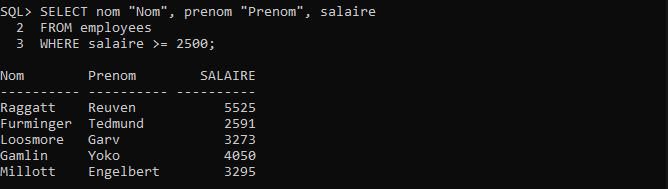 SQL> SELECT nom "Nom", prenom "Prenom", salaire
  2  FROM employees
  3  WHERE salaire >= 2500;
Nom        Prenom        SALAIRE
---------- ---------- ----------
Raggatt    Reuven           5525
Furminger  Tedmund          2591
Loosmore   Garv             3273
Gamlin     Yoko             4050
Millott    Engelbert        3295